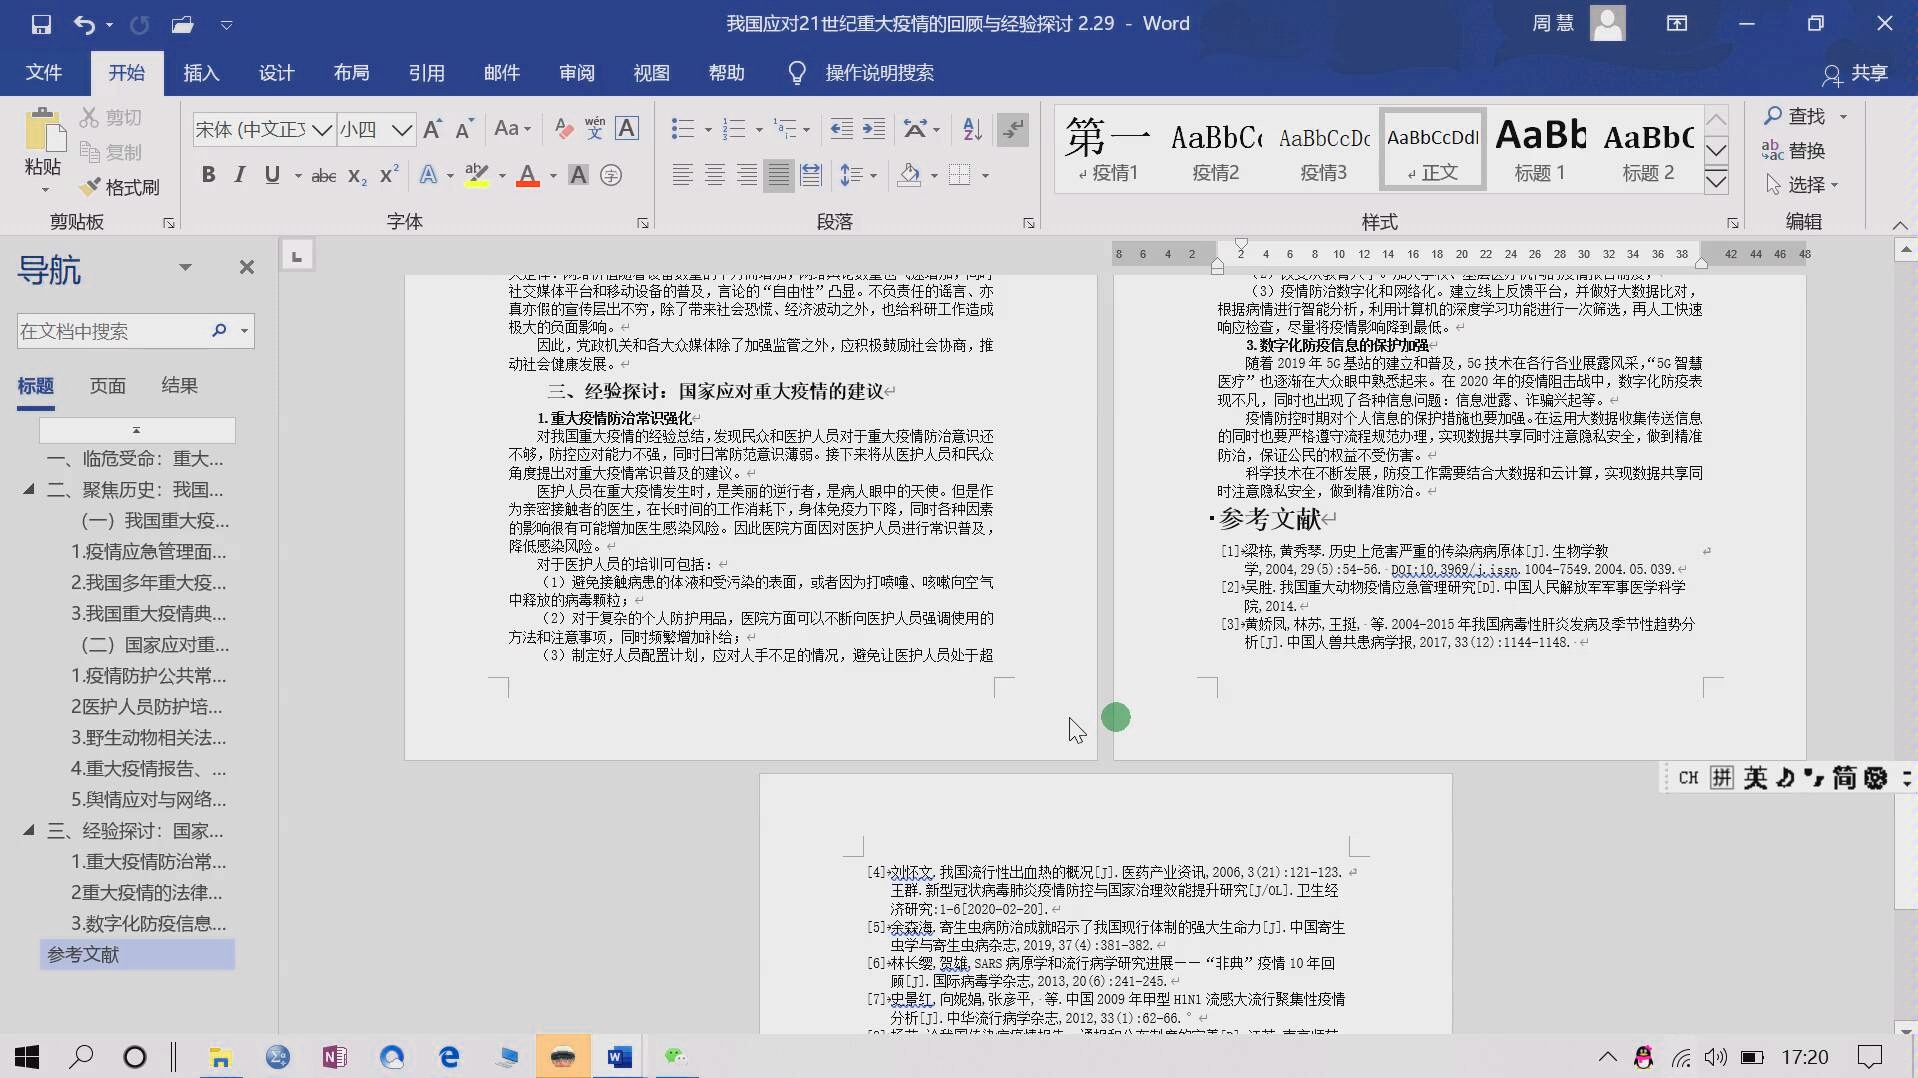 我国应对21世纪重大疫情的回顾与经验探讨 2.29 - Word
周 慧
文件 开始 插入 设计 布局 引用 邮件 审阅 视图 帮助 操作说明搜索 共享
粘贴 剪切 复制 格式刷
宋体 (中文正文 小四
第一 AaBbC AaBbCcDc AaBbCcDdI AaBb AaBbC
疫情1 疫情2 疫情3 正文 标题 1 标题 2
查找
替换
选择
剪贴板 字体 段落 样式 编辑
导航
在文档中搜索
标题 页面 结果
一、临危受命：重大...
二、聚焦历史：我国...
（一）我国重大疫...
1.疫情应急管理面...
2.我国多年重大疫...
3.我国重大疫情典...
（二）国家应对重...
1.疫情防护公共常...
2医护人员防护培...
3.野生动物相关法...
4.重大疫情报告、...
5.舆情应对与网络...
三、经验探讨：国家...
1.重大疫情防治常...
2重大疫情的法律...
3.数字化防疫信息...
参考文献
8 6 4 2 2 4 6 8 10 12 14 16 18 20 22 24 26 28 30 32 34 36 38 42 44 46 48
社交媒体平台和移动设备的普及，言论的“自由性”凸显。不负责任的谣言、亦
真亦假的宣传层出不穷，除了带来社会恐慌、经济波动之外，也给科研工作造成
极大的负面影响。
因此，党政机关和各大众媒体除了加强监管之外，应积极鼓励社会协商，推
动社会健康发展。
三、经验探讨：国家应对重大疫情的建议
1.重大疫情防治常识强化
对我国重大疫情的经验总结，发现民众和医护人员对于重大疫情防治意识还
不够，防控应对能力不强，同时日常防范意识薄弱。接下来将从医护人员和民众
角度提出对重大疫情常识普及的建议。
医护人员在重大疫情发生时，是美丽的逆行者，是病人眼中的天使。但是作
为亲密接触者的医生，在长时间的工作消耗下，身体免疫力下降，同时各种因素
的影响很有可能增加医生感染风险。因此医院方面因对医护人员进行常识普及，
降低感染风险。
对于医护人员的培训可包括：
（1）避免接触病患的体液和受污染的表面，或者因为打喷嚏、咳嗽向空气
中释放的病毒颗粒；
（2）对于复杂的个人防护用品，医院方面可以不断向医护人员强调使用的
方法和注意事项，同时频繁增加补给；
（3）制定好人员配置计划，应对人手不足的情况，避免让医护人员处于超
（3）疫情防治数字化和网络化。建立线上反馈平台，并做好大数据比对，
根据病情进行智能分析，利用计算机的深度学习功能进行一次筛选，再人工快速
响应检查，尽量将疫情影响降到最低。
3.数字化防疫信息的保护加强
随着 2019 年 5G 基站的建立和普及，5G 技术在各行各业展露风采，“5G 智慧
医疗”也逐渐在大众眼中熟悉起来。在 2020 年的疫情阻击战中，数字化防疫表
现不凡，同时也出现了各种信息问题：信息泄露、诈骗兴起等。
疫情防控时期对个人信息的保护措施也要加强。在运用大数据收集传送信息
的同时也要严格遵守流程规范办理，实现数据共享同时注意隐私安全，做到精准
防治，保证公民的权益不受伤害。
科学技术在不断发展，防疫工作需要结合大数据和云计算，实现数据共享同
时注意隐私安全，做到精准防治。
参考文献
[1]梁栋,黄秀琴.历史上危害严重的传染病病原体[J].生物学教
学,2004,29(5):54-56. DOI:10.3969/j.issn.1004-7549.2004.05.039.
[2]吴胜.我国重大动物疫情应急管理研究[D].中国人民解放军军事医学科学
院,2014.
[3]黄娇凤,林苏,王挺, 等.2004-2015 年我国病毒性肝炎发病及季节性趋势分
析[J].中国人兽共患病学报,2017,33(12):1144-1148.
[4]刘怀文.我国流行性出血热的概况[J].医药产业资讯,2006,3(21):121-123.
王群.新型冠状病毒肺炎疫情防控与国家治理效能提升研究[J/OL].卫生经
济研究:1-6[2020-02-20].
[5]余森海.寄生虫病防治成就昭示了我国现行体制的强大生命力[J].中国寄生
虫学与寄生虫病杂志,2019,37(4):381-382.
[6]林长缨,贺雄,SARS 病原学和流行病学研究进展——“非典”疫情 10 年回
顾[J].国际病毒学杂志,2013,20(6):241-245.
[7]史景红,向妮娟,张彦平, 等.中国 2009 年甲型 H1N1 流感大流行聚集性疫情
分析[J].中华流行病学杂志,2012,33(1):62-66.
CH 拼 英 简
17:20